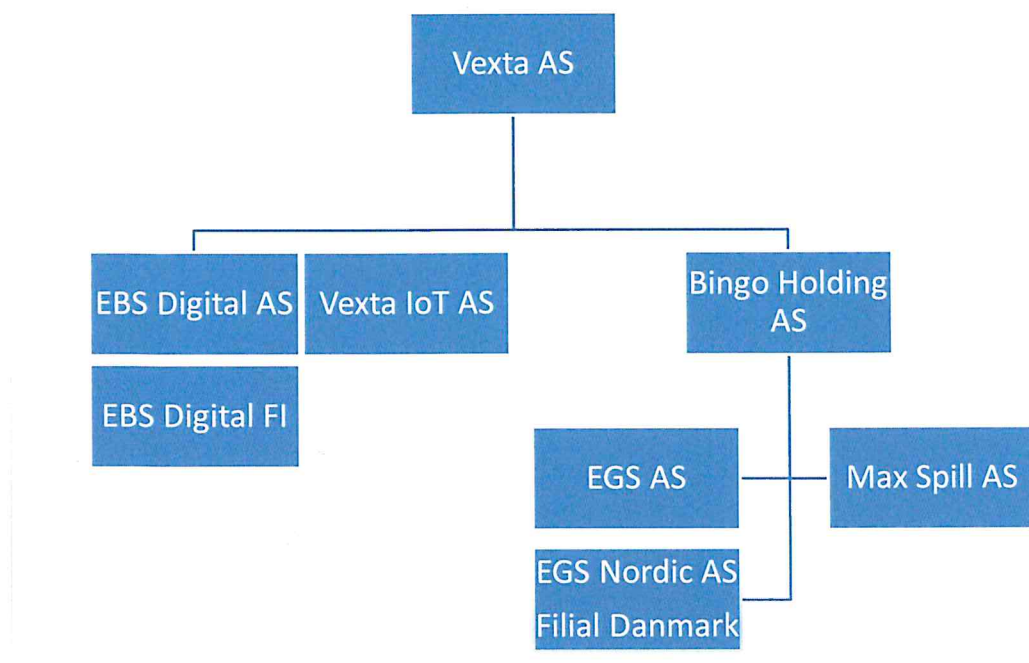 Vexta AS
EBS Digital AS
Vexta IoT AS
Bingo Holding
AS
EBS Digital FI
EGS AS
Max Spill AS
EGS Nordic AS
Filial Danmark